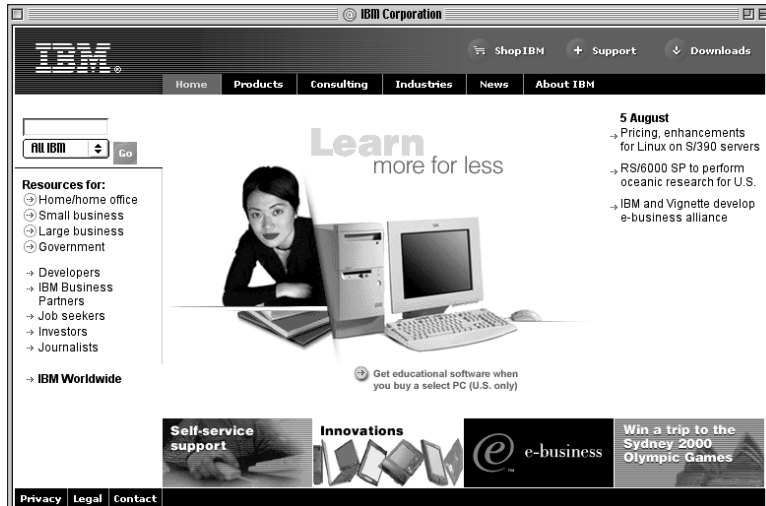 IBM Corporation
IBM®
ShopIBM
Support
Downloads
Home
Products
Consulting
Industries
News
About IBM
All IBM
Go
Resources for:
Home/home office
Small business
Large business
Government
Developers
IBM Business
Partners
Job seekers
Investors
Journalists
IBM Worldwide
Learn
more for less
Get educational software when
you buy a select PC (U.S. only)
5 August
Pricing, enhancements
for Linux on S/390 servers
RS/6000 SP to perform
oceanic research for U.S.
IBM and Vignette develop
e-business alliance
Self-service
support
Innovations
e e-business
TM
Win a trip to the
Sydney 2000
Olympic Games
Privacy
Legal
Contact